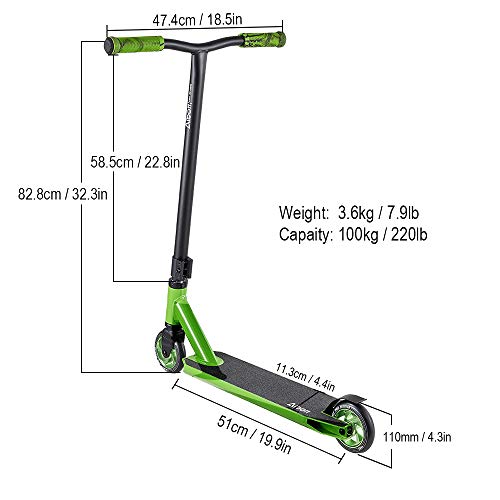 47.4cm / 18.5in
58.5cm / 22.8in
82.8cm / 32.3in
Weight: 3.6kg / 7.9lb
Capaity: 100kg / 220lb
11.3cm / 4.4in
51cm / 19.9in
110mm / 4.3in